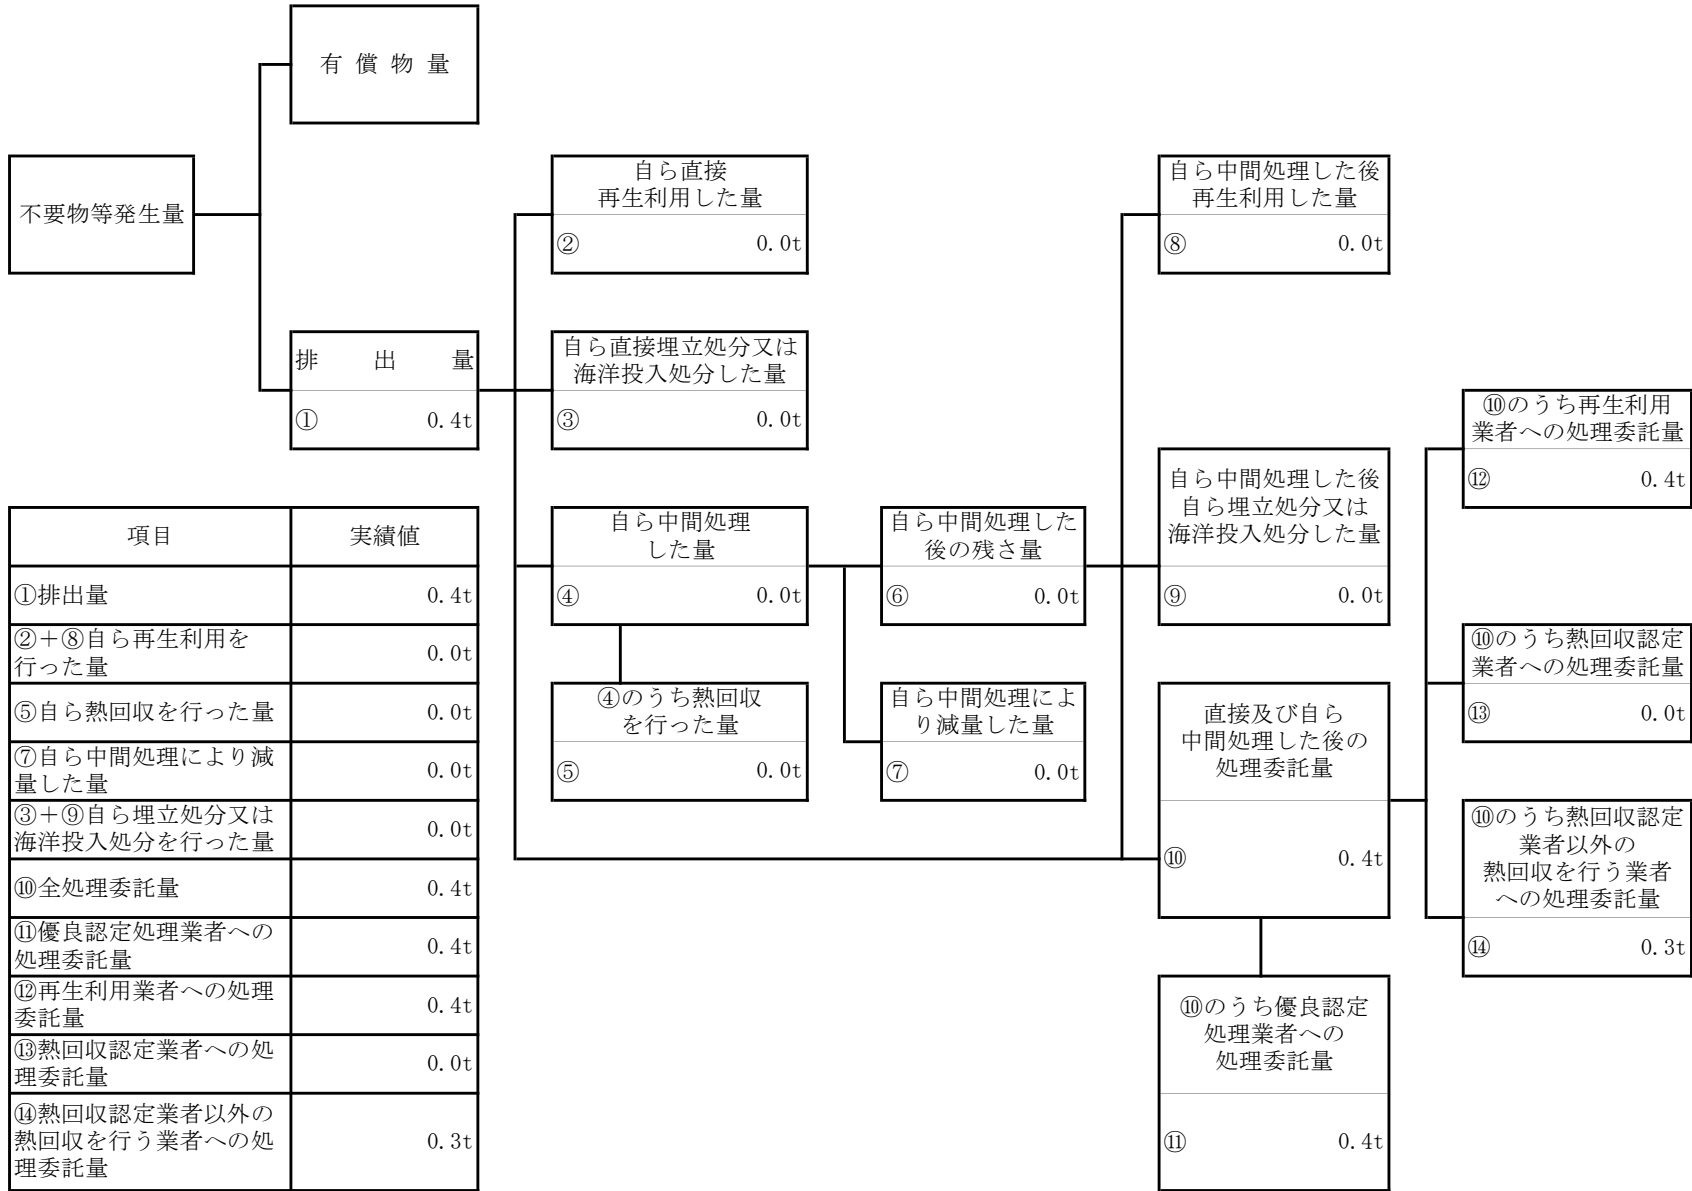 有償物量
不要物等発生量
排出量
① 0.4t
自ら直接
再生利用した量
② 0.0t
自ら直接埋立処分又は
海洋投入処分した量
③ 0.0t
自ら中間処理
した量
④ 0.0t
④のうち熱回収
を行った量
⑤ 0.0t
自ら中間処理した
後の残さ量
⑥ 0.0t
自ら中間処理によ
り減量した量
⑦ 0.0t
自ら中間処理した後
再生利用した量
⑧ 0.0t
自ら中間処理した後
自ら埋立処分又は
海洋投入処分した量
⑨ 0.0t
直接及び自ら
中間処理した後の
処理委託量
⑩ 0.4t
⑩のうち優良認定
処理業者への
処理委託量
⑪ 0.4t
⑩のうち再生利用
業者への処理委託量
⑫ 0.4t
⑩のうち熱回収認定
業者への処理委託量
⑬ 0.0t
⑩のうち熱回収認定
業者以外の
熱回収を行う業者
への処理委託量
⑭ 0.3t
項目 実績値
①排出量 0.4t
②＋⑧自ら再生利用を
行った量 0.0t
⑤自ら熱回収を行った量 0.0t
⑦自ら中間処理により減
量した量 0.0t
③＋⑨自ら埋立処分又は
海洋投入処分を行った量 0.0t
⑩全処理委託量 0.4t
⑪優良認定処理業者への
処理委託量 0.4t
⑫再生利用業者への処理
委託量 0.4t
⑬熱回収認定業者への処
理委託量 0.0t
⑭熱回収認定業者以外の
熱回収を行う業者への処
理委託量 0.3t